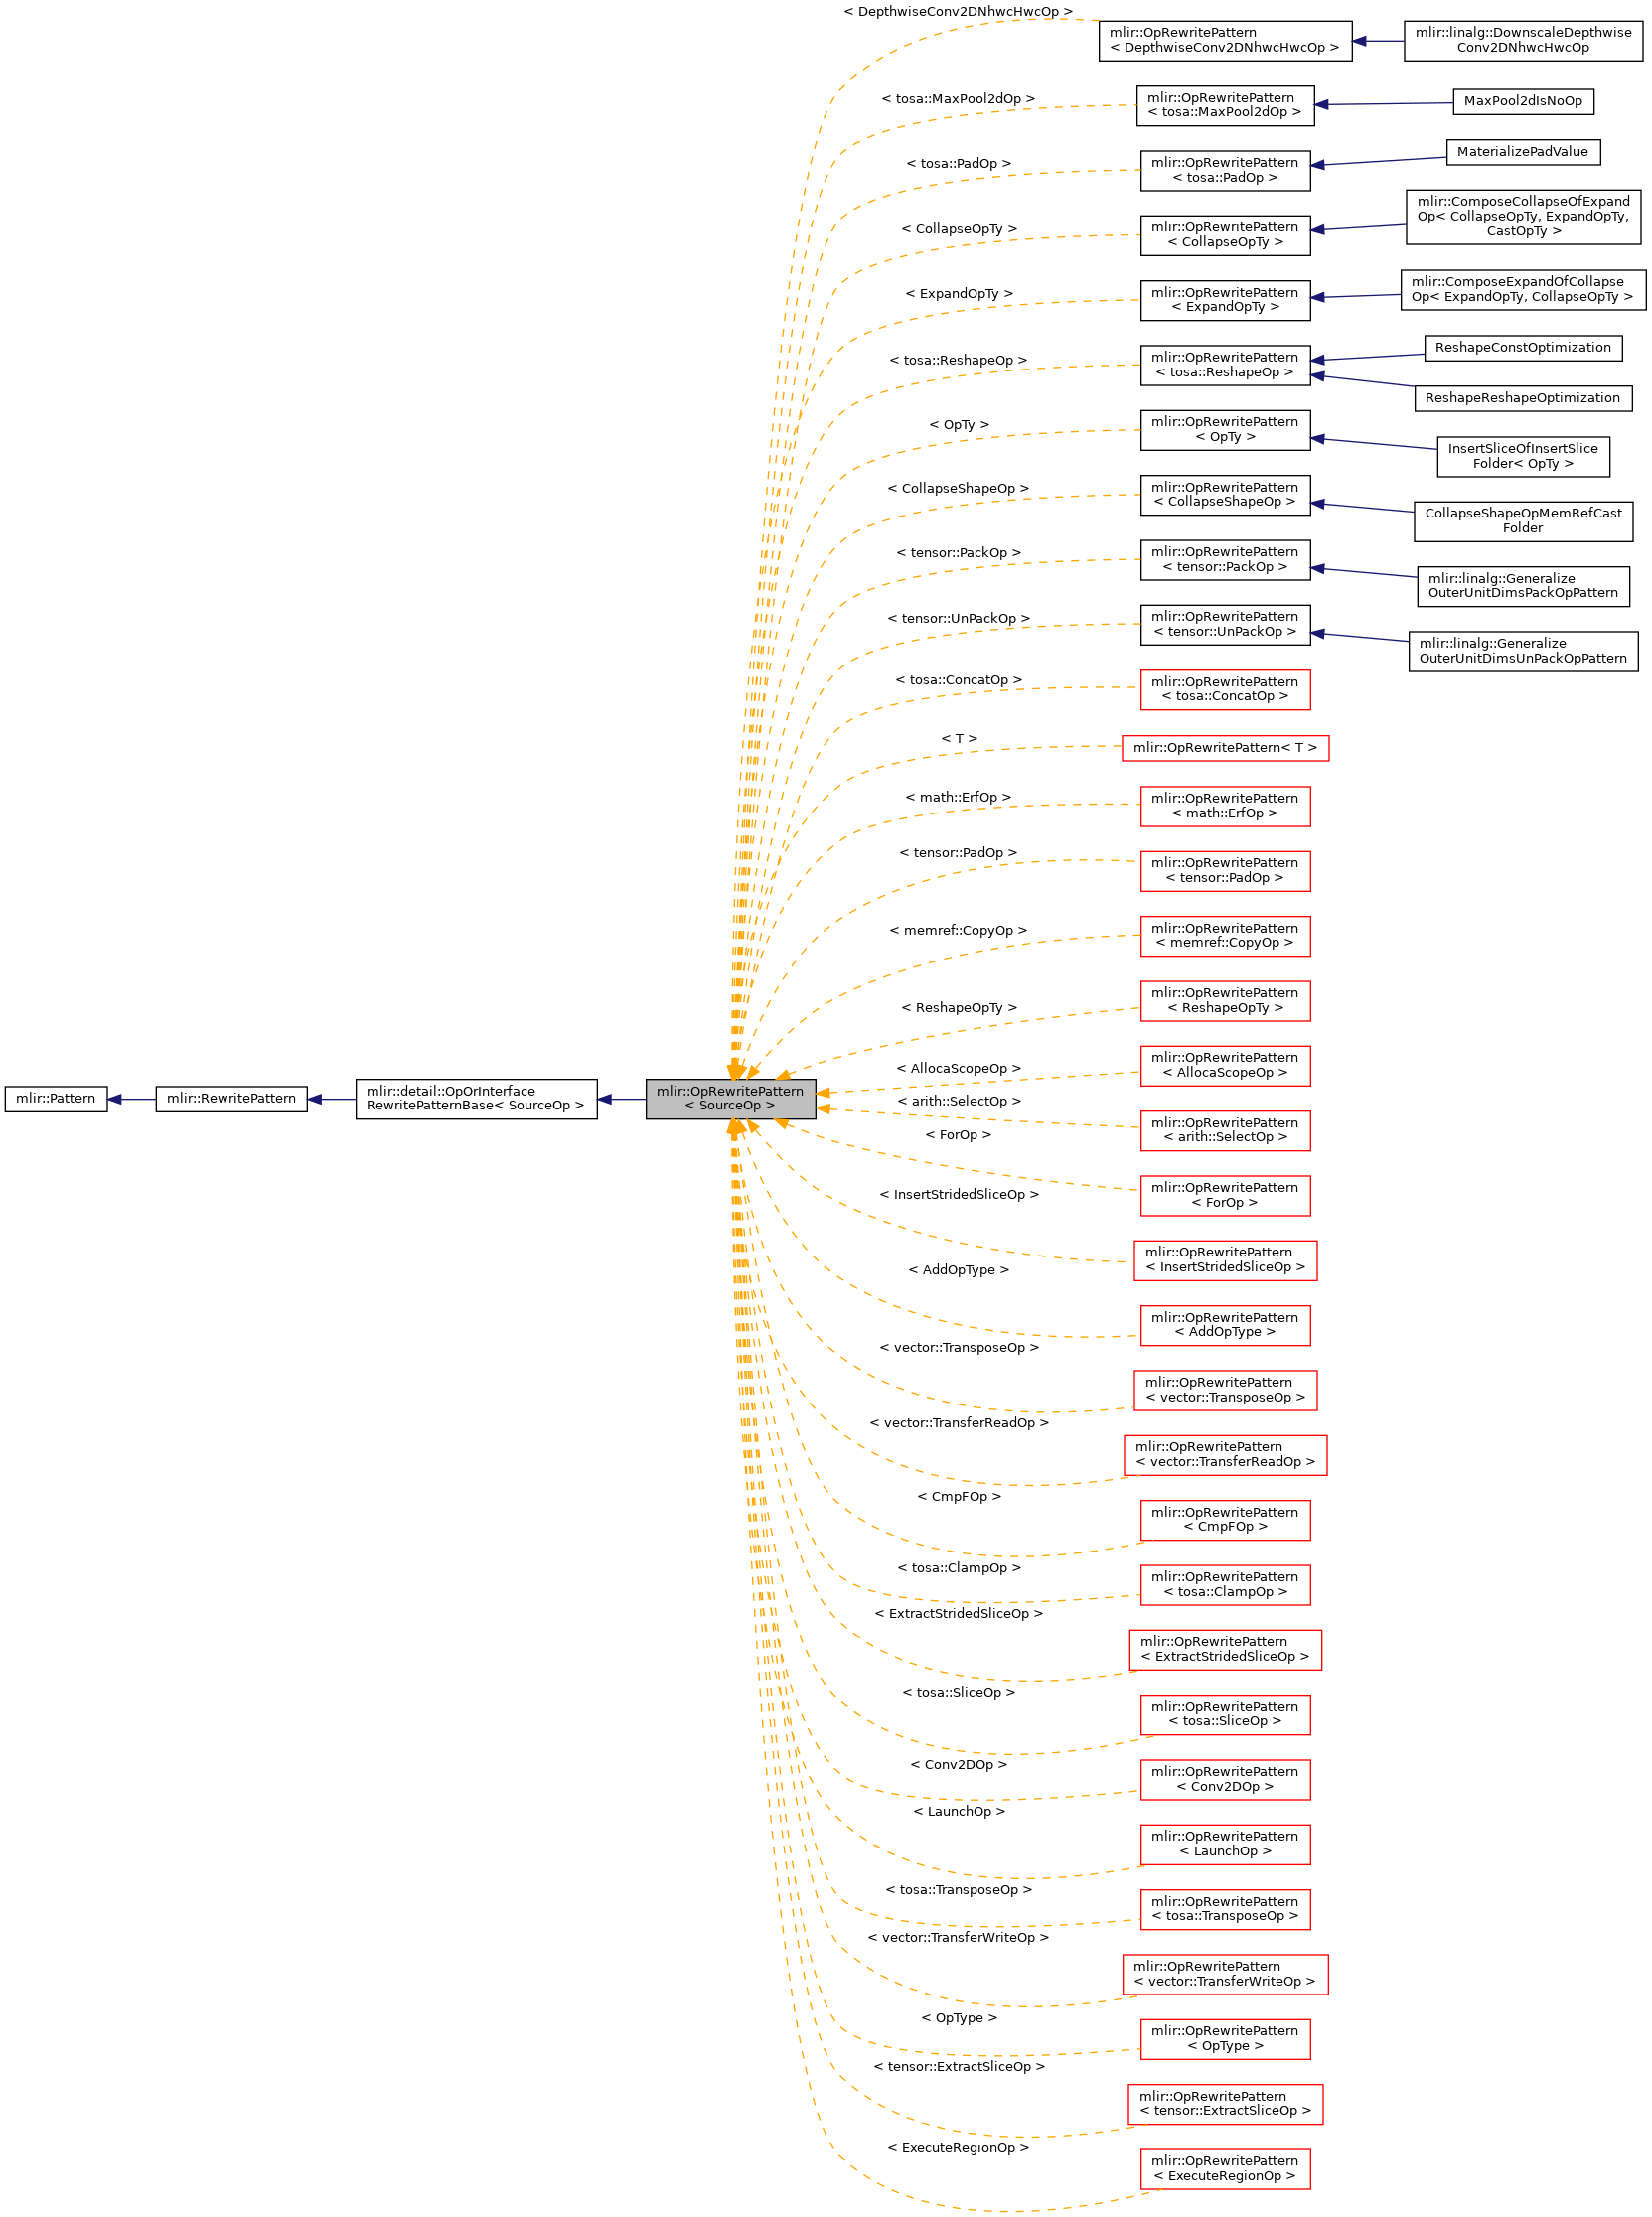 < DepthwiseConv2DNhwcHwcOp >
mlir::OpRewritePattern
< DepthwiseConv2DNhwcHwcOp >
mlir::linalg::DownscaleDepthwise
Conv2DNhwcHwcOp
< tosa::MaxPool2dOp >
mlir::OpRewritePattern
< tosa::MaxPool2dOp >
MaxPool2dIsNoOp
< tosa::PadOp >
mlir::OpRewritePattern
< tosa::PadOp >
MaterializePadValue
< CollapseOpTy >
mlir::OpRewritePattern
< CollapseOpTy >
mlir::ComposeCollapseOfExpand
Op< CollapseOpTy, ExpandOpTy,
CastOpTy >
< ExpandOpTy >
mlir::OpRewritePattern
< ExpandOpTy >
mlir::ComposeExpandOfCollapse
Op< ExpandOpTy, CollapseOpTy >
< tosa::ReshapeOp >
mlir::OpRewritePattern
< tosa::ReshapeOp >
ReshapeConstOptimization
ReshapeReshapeOptimization
< OpTy >
mlir::OpRewritePattern
< OpTy >
InsertSliceOfInsertSlice
Folder< OpTy >
< CollapseShapeOp >
mlir::OpRewritePattern
< CollapseShapeOp >
CollapseShapeOpMemRefCast
Folder
< tensor::PackOp >
mlir::OpRewritePattern
< tensor::PackOp >
mlir::linalg::Generalize
OuterUnitDimsPackOpPattern
< tensor::UnPackOp >
mlir::OpRewritePattern
< tensor::UnPackOp >
mlir::linalg::Generalize
OuterUnitDimsUnPackOpPattern
< tosa::ConcatOp >
mlir::OpRewritePattern
< tosa::ConcatOp >
< T >
mlir::OpRewritePattern< T >
< math::ErfOp >
mlir::OpRewritePattern
< math::ErfOp >
< tensor::PadOp >
mlir::OpRewritePattern
< tensor::PadOp >
< memref::CopyOp >
mlir::OpRewritePattern
< memref::CopyOp >
< ReshapeOpTy >
mlir::OpRewritePattern
< ReshapeOpTy >
< AllocaScopeOp >
mlir::OpRewritePattern
< AllocaScopeOp >
mlir::Pattern
mlir::RewritePattern
mlir::detail::OpOrInterface
RewritePatternBase< SourceOp >
mlir::OpRewritePattern
< SourceOp >
< arith::SelectOp >
mlir::OpRewritePattern
< arith::SelectOp >
< ForOp >
mlir::OpRewritePattern
< ForOp >
< InsertStridedSliceOp >
mlir::OpRewritePattern
< InsertStridedSliceOp >
< AddOpType >
mlir::OpRewritePattern
< AddOpType >
< vector::TransposeOp >
mlir::OpRewritePattern
< vector::TransposeOp >
< vector::TransferReadOp >
mlir::OpRewritePattern
< vector::TransferReadOp >
< CmpFOp >
mlir::OpRewritePattern
< CmpFOp >
< tosa::ClampOp >
mlir::OpRewritePattern
< tosa::ClampOp >
< ExtractStridedSliceOp >
mlir::OpRewritePattern
< ExtractStridedSliceOp >
< tosa::SliceOp >
mlir::OpRewritePattern
< tosa::SliceOp >
< Conv2DOp >
mlir::OpRewritePattern
< Conv2DOp >
< LaunchOp >
mlir::OpRewritePattern
< LaunchOp >
< tosa::TransposeOp >
mlir::OpRewritePattern
< tosa::TransposeOp >
< vector::TransferWriteOp >
mlir::OpRewritePattern
< vector::TransferWriteOp >
< OpType >
mlir::OpRewritePattern
< OpType >
< tensor::ExtractSliceOp >
mlir::OpRewritePattern
< tensor::ExtractSliceOp >
< ExecuteRegionOp >
mlir::OpRewritePattern
< ExecuteRegionOp >